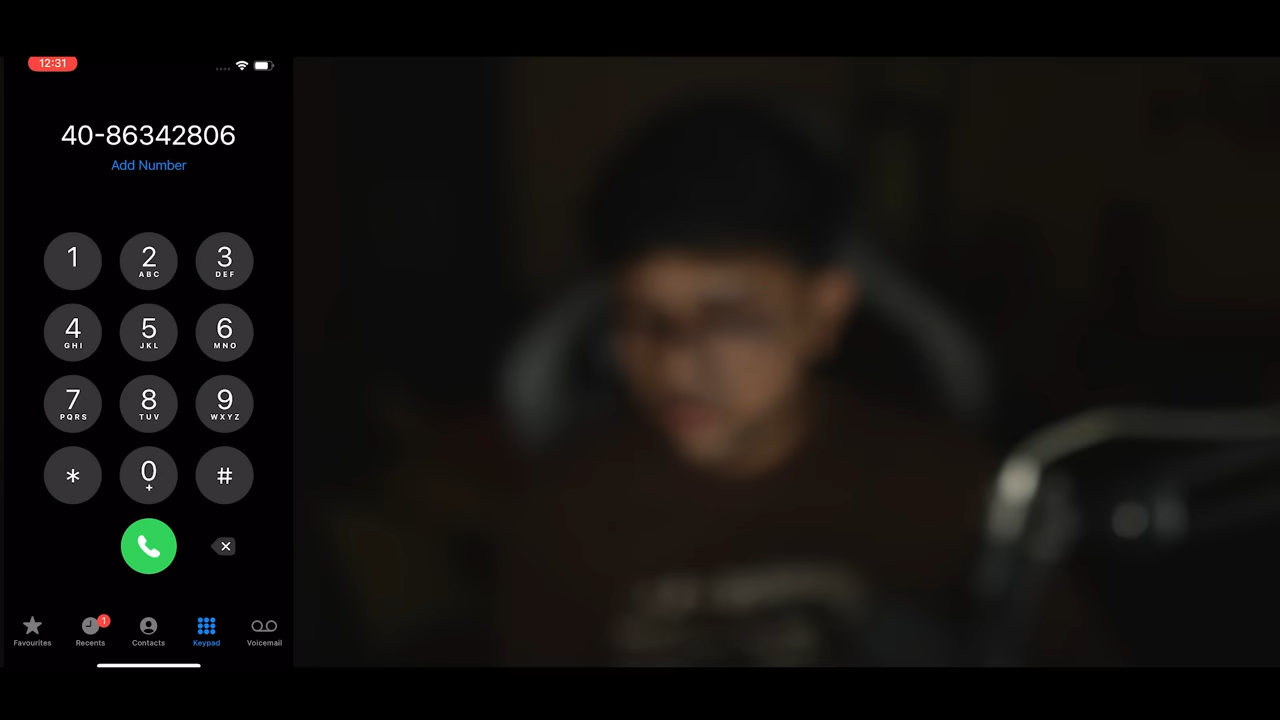 12:31
40-86342806
Add Number
1
2
ABC
3
DEF
4
GHI
5
JKL
6
MNO
7
PQRS
8
TUV
9
WXYZ
*
0
+
#
1
Favourites
Recents
Contacts
Keypad
Voicemail